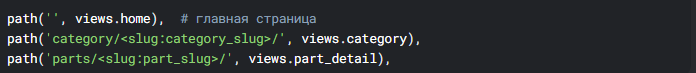 path('', views.home),  # главная страница
path('category/<slug:category_slug>/', views.category),
path('parts/<slug:part_slug>/', views.part_detail),